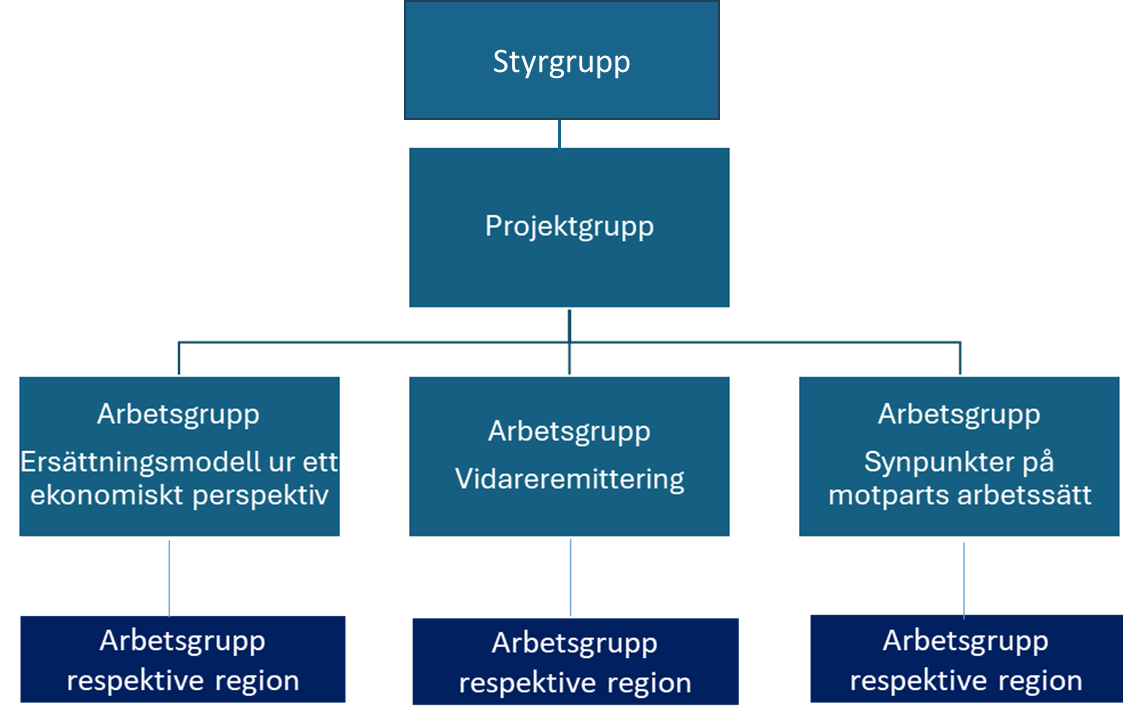 Styrgrupp
Projektgrupp
Arbetsgrupp
Ersättningsmodell ur ett
ekonomiskt perspektiv
Arbetsgrupp
Vidareremittering
Arbetsgrupp
Synpunkter på
motparts arbetssätt
Arbetsgrupp
respektive region
Arbetsgrupp
respektive region
Arbetsgrupp
respektive region